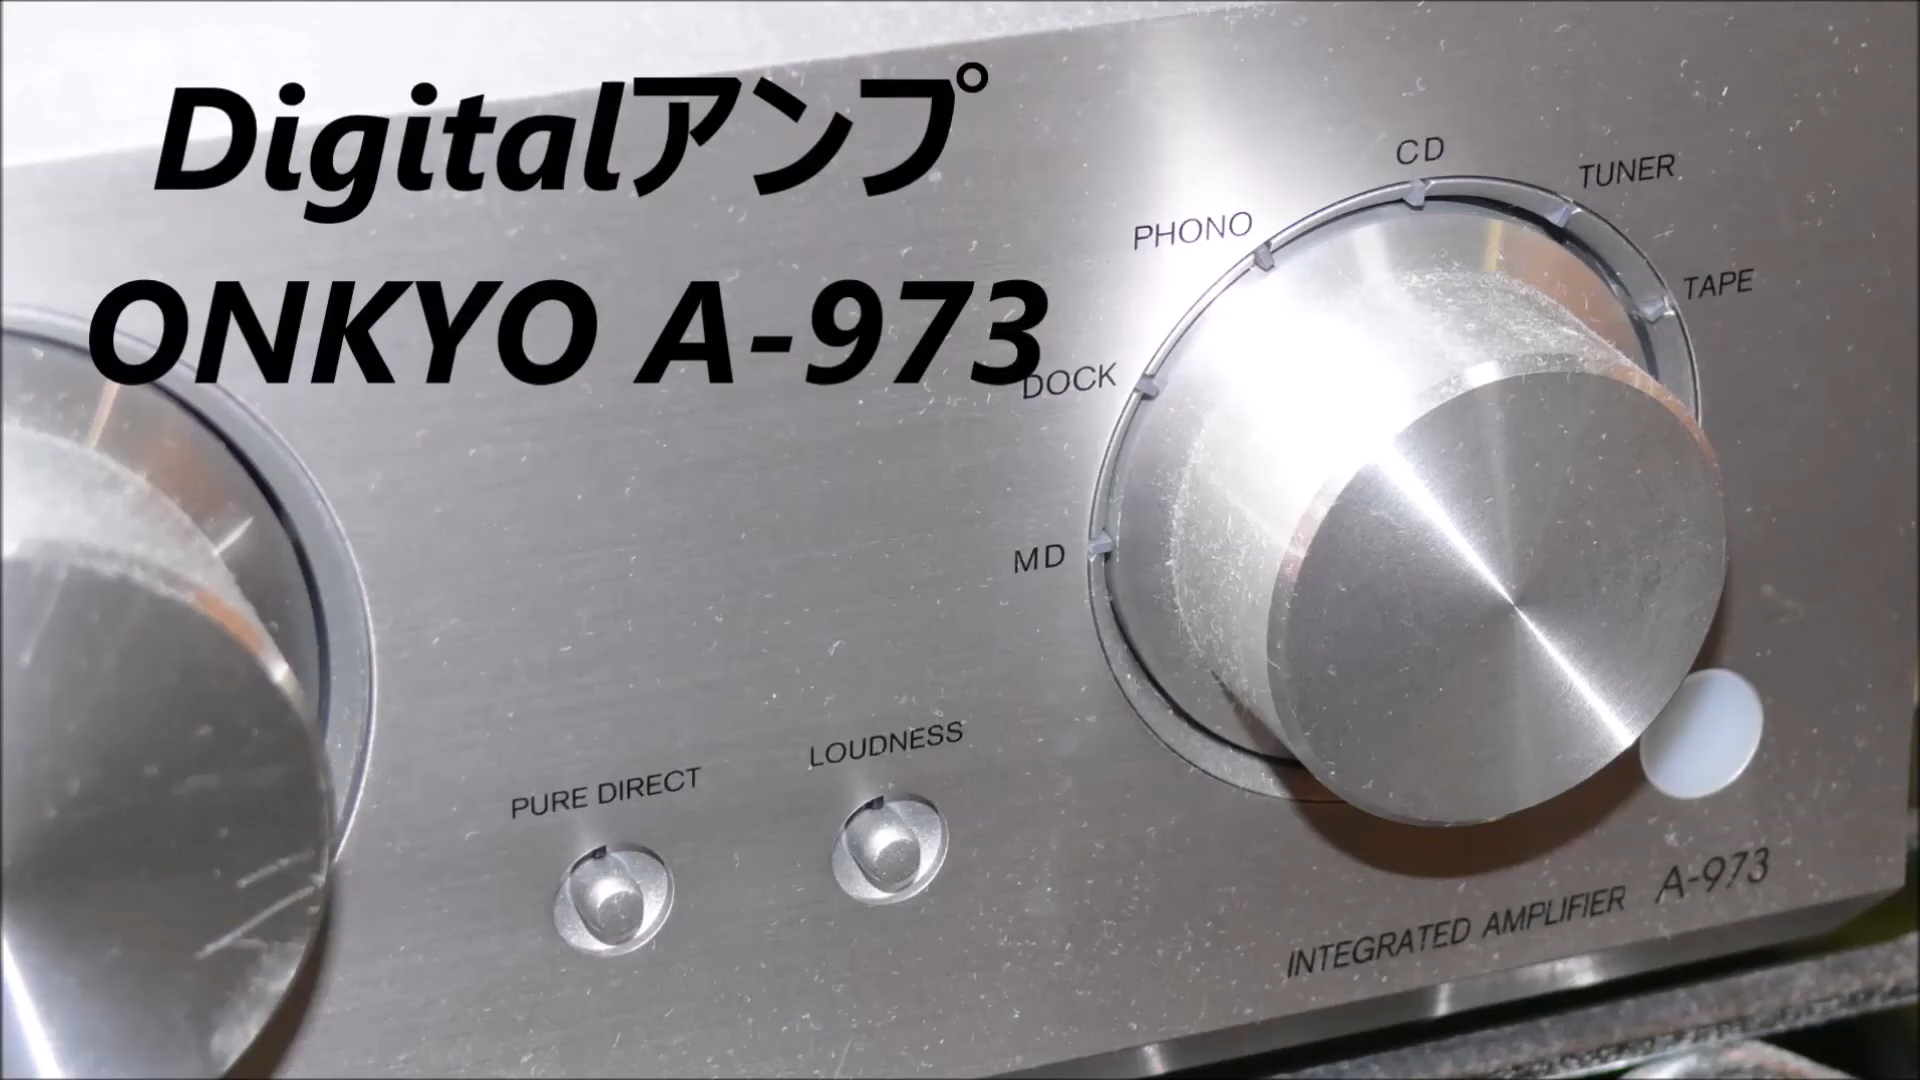 Digitalアンプ
ONKYO A-973
CD
TUNER
PHONO
TAPE
DOCK
MD
LOUDNESS
PURE DIRECT
INTEGRATED AMPLIFIER A-973